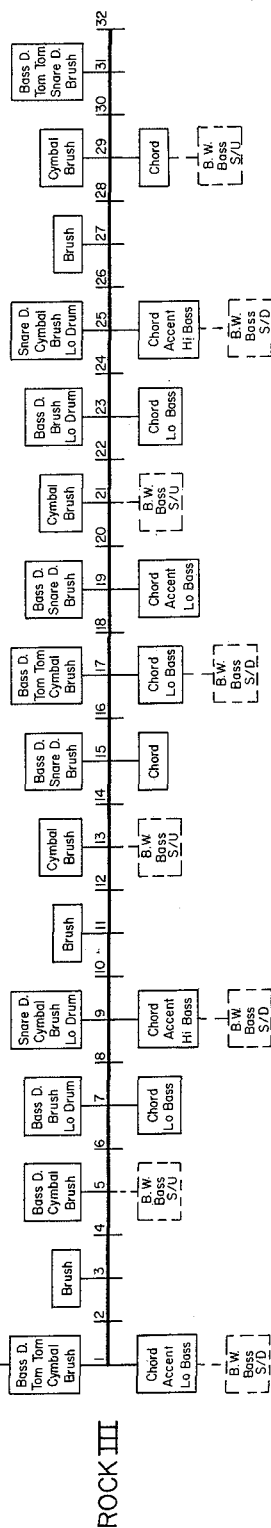 ROCK III
Bass D.
Tom Tom
Cymbal
Brush
Brush
Bass D.
Cymbal
Brush
Bass D.
Brush
Lo Drum
Snare D.
Cymbal
Brush
Lo Drum
Brush
Cymbal
Brush
Bass D.
Snare D.
Brush
Bass D.
Tom Tom
Cymbal
Brush
Bass D.
Snare D.
Brush
Cymbal
Brush
Bass D.
Brush
Lo Drum
Snare D.
Cymbal
Brush
Lo Drum
Brush
Cymbal
Brush
Bass D.
Tom Tom
Snare D.
Brush
1 2 3 4 5 6 7 8 9 10 11 12 13 14 15 16 17 18 19 20 21 22 23 24 25 26 27 28 29 30 31 32
Chord
Accent
Lo Bass
B.W.
Bass
S/D
B.W.
Bass
S/U
Chord
Lo Bass
Chord
Accent
Hi Bass
B.W.
Bass
S/D
B.W.
Bass
S/U
Chord
Chord
Lo Bass
B.W.
Bass
S/D
Chord
Accent
Lo Bass
B.W.
Bass
S/U
Chord
Lo Bass
Chord
Accent
Hi Bass
B.W.
Bass
S/D
Chord
B.W.
Bass
S/U